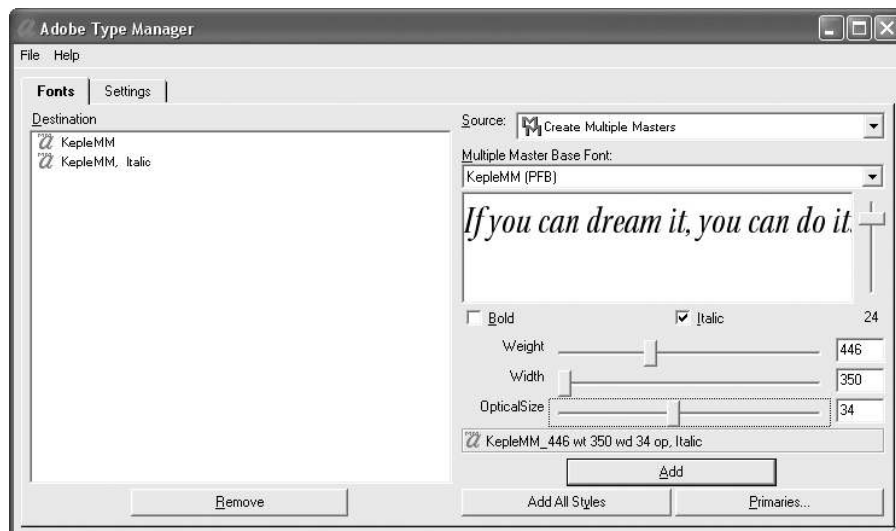 Adobe Type Manager
File Help
Fonts Settings
Destination
KepleMM
KepleMM, Italic
Remove
Source: Create Multiple Masters
Multiple Master Base Font:
KepleMM (PFB)
If you can dream it, you can do it.
Bold Italic 24
Weight 446
Width 350
OpticalSize 34
KepleMM_446 wt 350 wd 34 op, Italic
Add
Add All Styles Primaries...